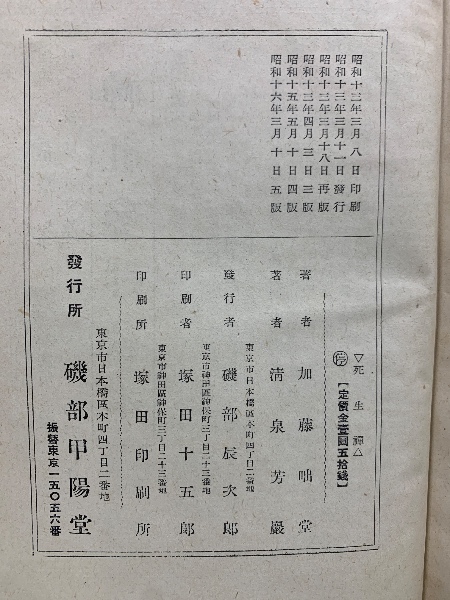 昭和十三年三月八日印刷
昭和十三年三月十一日發行
昭和十三年三月十八日再版
昭和十三年四月三日三版
昭和十五年五月十日四版
昭和十六年三月十日五版
▽死生禪△
㊡【定價金壹圓五拾錢】
著者 加藤咄堂
著者 清泉芳巖
東京市日本橋區本町四丁目二番地
發行者 磯部辰次郎
東京市神田區神保町三丁目二十三番地
印刷者 塚田十五郎
東京市神田區神保町三丁目二十三番地
印刷所 塚田印刷所
東京市日本橋區本町四丁目二番地
發行所 磯部甲陽堂
振替東京一五〇五六番